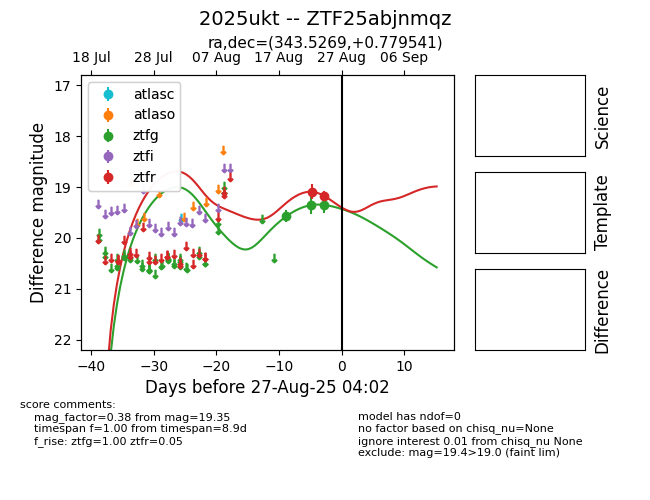 2025ukt -- ZTF25abjnmqz
ra,dec=(343.5269,+0.779541)
18 Jul 28 Jul 07 Aug 17 Aug 27 Aug 06 Sep
17
18
19
20
21
22
Difference magnitude
atlasc
atlaso
ztfg
ztfi
ztfr
−40 −30 −20 −10 0 10
Days before 27-Aug-25 04:02
Science
Template
Difference
score comments:
mag_factor=0.38 from mag=19.35
timespan f=1.00 from timespan=8.9d
f_rise: ztfg=1.00 ztfr=0.05
model has ndof=0
no factor based on chisq_nu=None
ignore interest 0.01 from chisq_nu None
exclude: mag=19.4>19.0 (faint lim)